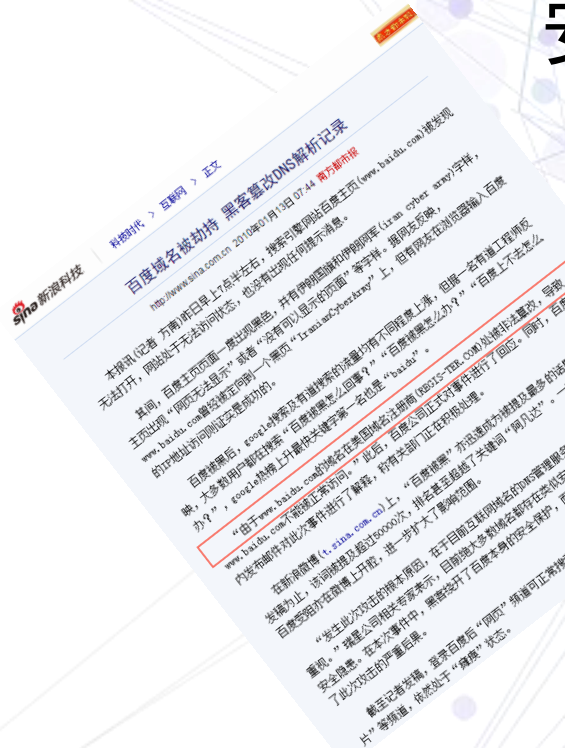 安
南方都市报
sina新浪科技
科技时代 > 互联网 > 正文
百度域名被劫持 黑客篡改DNS解析记录
http://www.sina.com.cn 2010年01月13日 07:44 南方都市报
本报讯(记者 方南)昨日早上7点半左右，搜索引擎网站百度主页(www.baidu.com)被发现
无法打开，网站处于无法访问状态，也没有出现任何提示消息。
其间，百度主页页面一度出现黑色，并有伊朗国旗和伊朗网军(iran cyber army)字样，
主页出现“网页无法显示”或者“没有可以显示的页面”等字样。据网友反映，
www.baidu.com曾经被定向到一个黑页“IranianCyberArmy”上，但有网友在浏览器输入百度
的IP地址访问则证实是成功的。
百度被黑后，google搜索及有道搜索的流量均有不同程度上涨，但据一名有道工程师反
映，大多数用户都在搜索“百度被黑怎么回事？”“百度被黑怎么办？”“百度上不去怎么
办？”，google热榜上升最快关键字第一名也是“baidu”。
“由于www.baidu.com的域名在美国域名注册商(REGIS-TER.COM)处被非法篡改，导致
www.baidu.com不能被正常访问。”此后，百度公司正式对事件进行了回应。同时，百度
内发布邮件对此次事件进行了解释，称有关部门正在积极处理。
在新浪微博(t.sina.com.cn)上，“百度被黑”亦迅速成为被提及最多的话
发稿为止，该词被提及超过50000次，排名甚至超越了关键词“阿凡达”。一
百度受阻亦在微博上开腔，进一步扩大了影响范围。
“发生此次攻击的根本原因，在于目前互联网域名的DNS管理服务
重视。”瑞星公司相关专家表示，目前绝大多数域名都存在类似安
安全隐患。在本次事件中，黑客绕开了百度本身的安全保护，而
了此次攻击的严重后果。
截至记者发稿，登录百度后“网页”频道可正常搜
片”等频道，依然处于“瘫痪”状态。